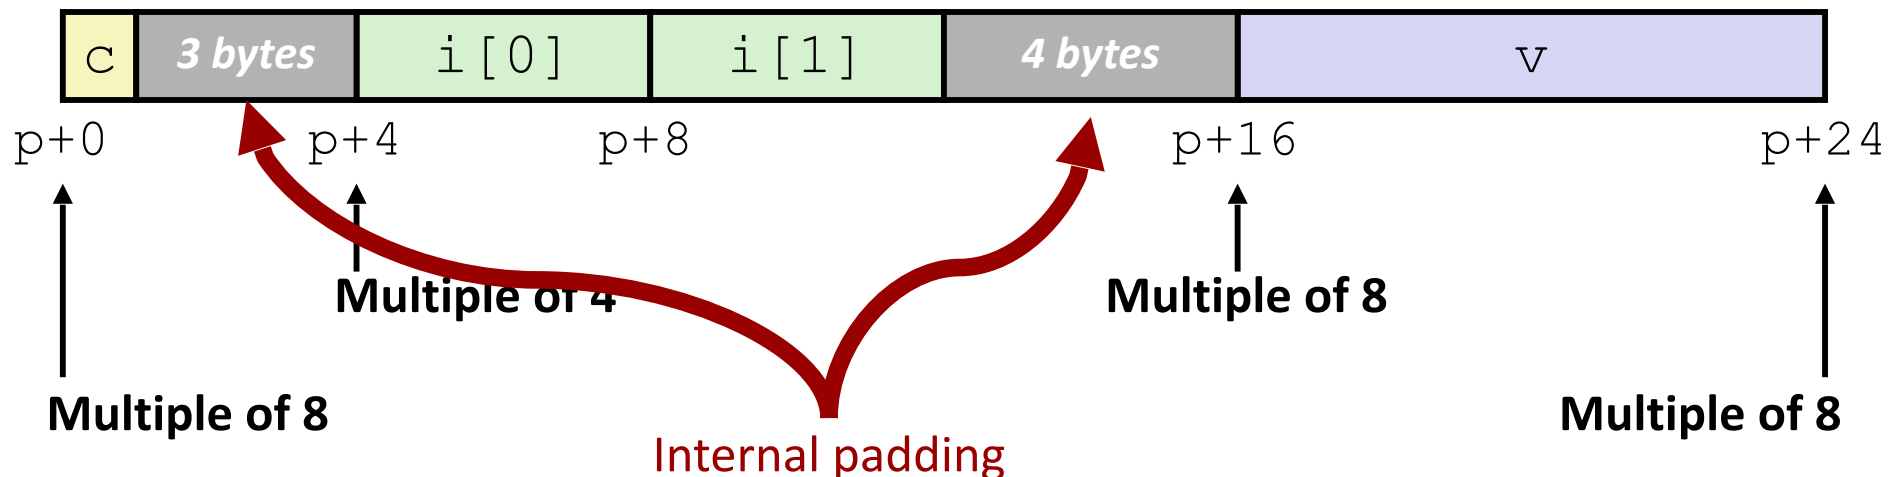 c 3 bytes i[0] i[1] 4 bytes v
p+0 p+4 p+8 p+16 p+24
Multiple of 4 Multiple of 8
Multiple of 8 Multiple of 8
Internal padding